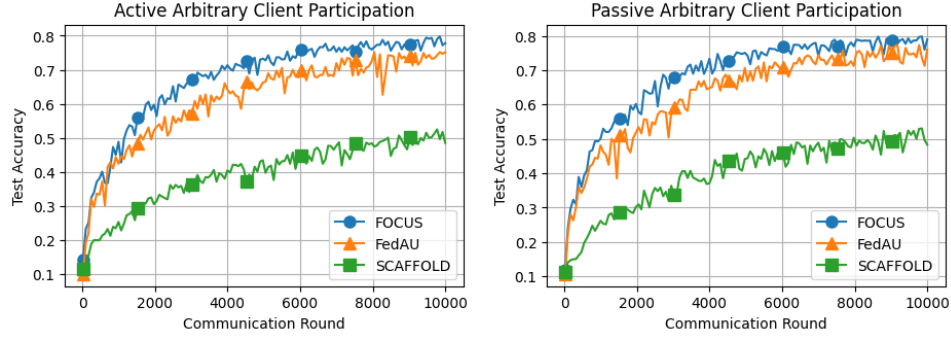 Active Arbitrary Client Participation
Test Accuracy
0.8
0.7
0.6
0.5
0.4
0.3
0.2
0.1
FOCUS
FedAU
SCAFFOLD
0
2000
4000
6000
8000
10000
Communication Round
Passive Arbitrary Client Participation
Test Accuracy
0.8
0.7
0.6
0.5
0.4
0.3
0.2
0.1
FOCUS
FedAU
SCAFFOLD
0
2000
4000
6000
8000
10000
Communication Round